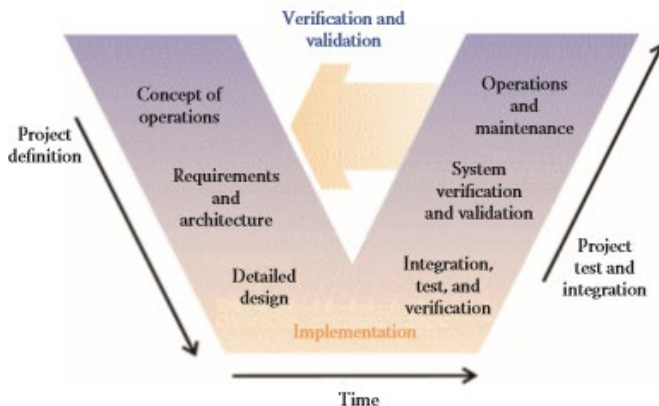 Verification and
validation
Concept of
operations
Operations
and
maintenance
Project
definition
Requirements
and
architecture
System
verification
and validation
Detailed
design
Integration,
test, and
verification
Project
test and
integration
Implementation
Time